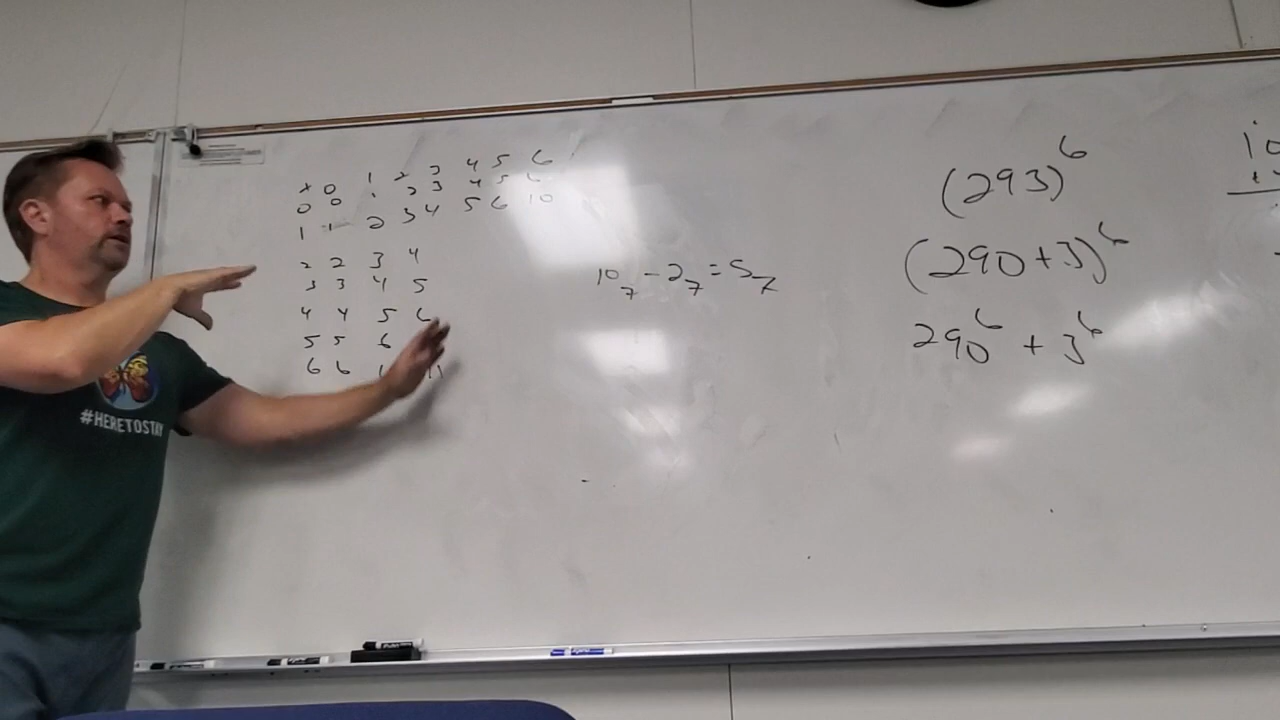 + 0 1 2 3 4 5 6
0 0 1 2 3 4 5 6
1 1 2 3 4 5 6 10
2 2 3 4
3 3 4 5
4 4 5 6
5 5 6
6 6 11
10₇ - 2₇ = 5₇
(293)⁶
(290+3)⁶
290⁶ + 3⁶
#HERETOSTAY